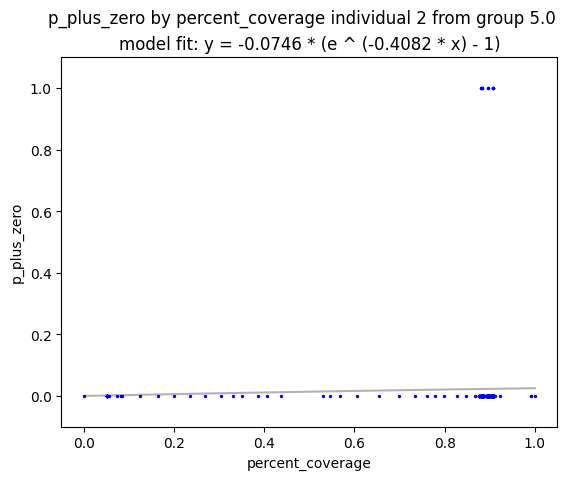 p_plus_zero by percent_coverage individual 2 from group 5.0
model fit: y = -0.0746 * (e ^ (-0.4082 * x) - 1)
1.0
0.8
0.6
0.4
0.2
0.0
p_plus_zero
0.0 0.2 0.4 0.6 0.8 1.0
percent_coverage